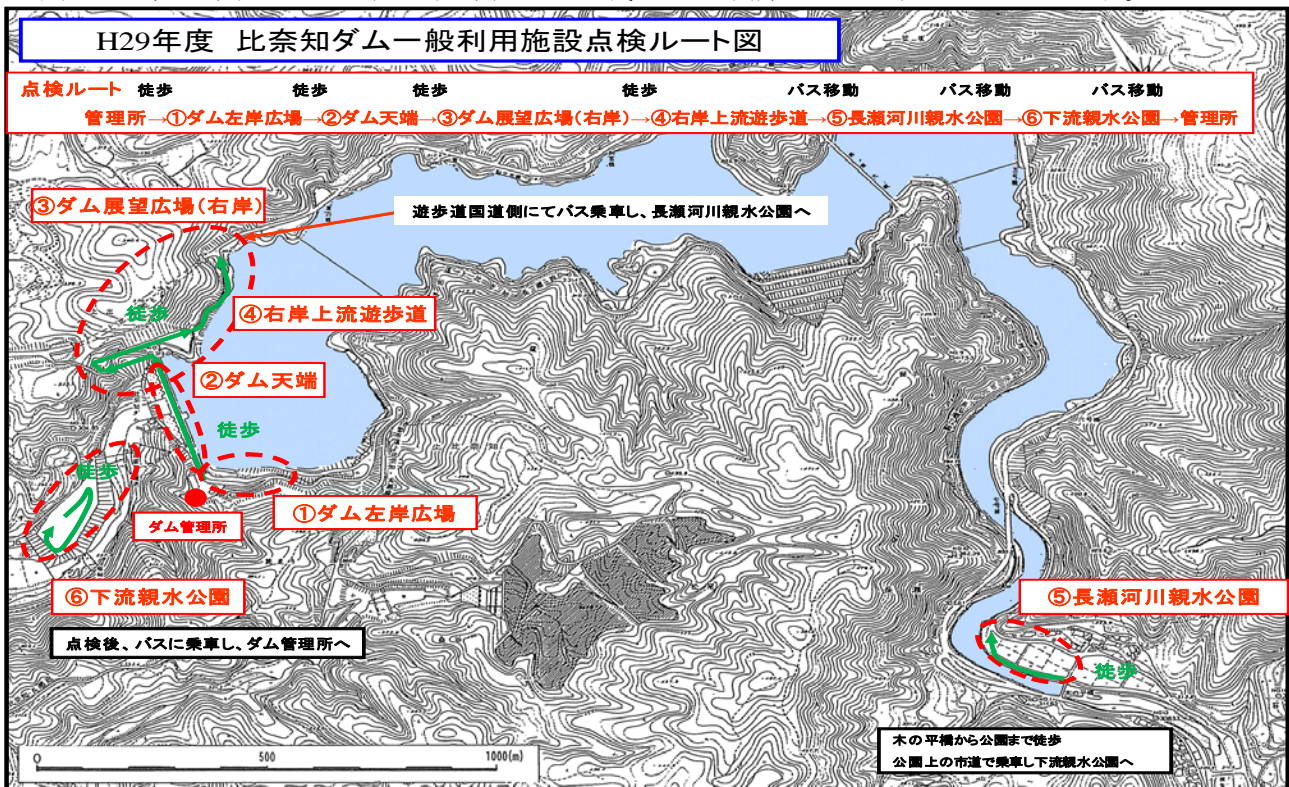 H29年度 比奈知ダム一般利用施設点検ルート図
点検ルート 徒歩 徒歩 徒歩 徒歩 バス移動 バス移動 バス移動
管理所→①ダム左岸広場→②ダム天端→③ダム展望広場(右岸)→④右岸上流遊歩道→⑤長瀬河川親水公園→⑥下流親水公園→管理所
③ダム展望広場(右岸)
遊歩道国道側にてバス乗車し、長瀬河川親水公園へ
徒歩
④右岸上流遊歩道
②ダム天端
徒歩
徒歩
①ダム左岸広場
ダム管理所
⑥下流親水公園
点検後、バスに乗車し、ダム管理所へ
⑤長瀬河川親水公園
徒歩
木の平橋から公園まで徒歩
公園上の市道で乗車し下流親水公園へ
0 500 1000(m)